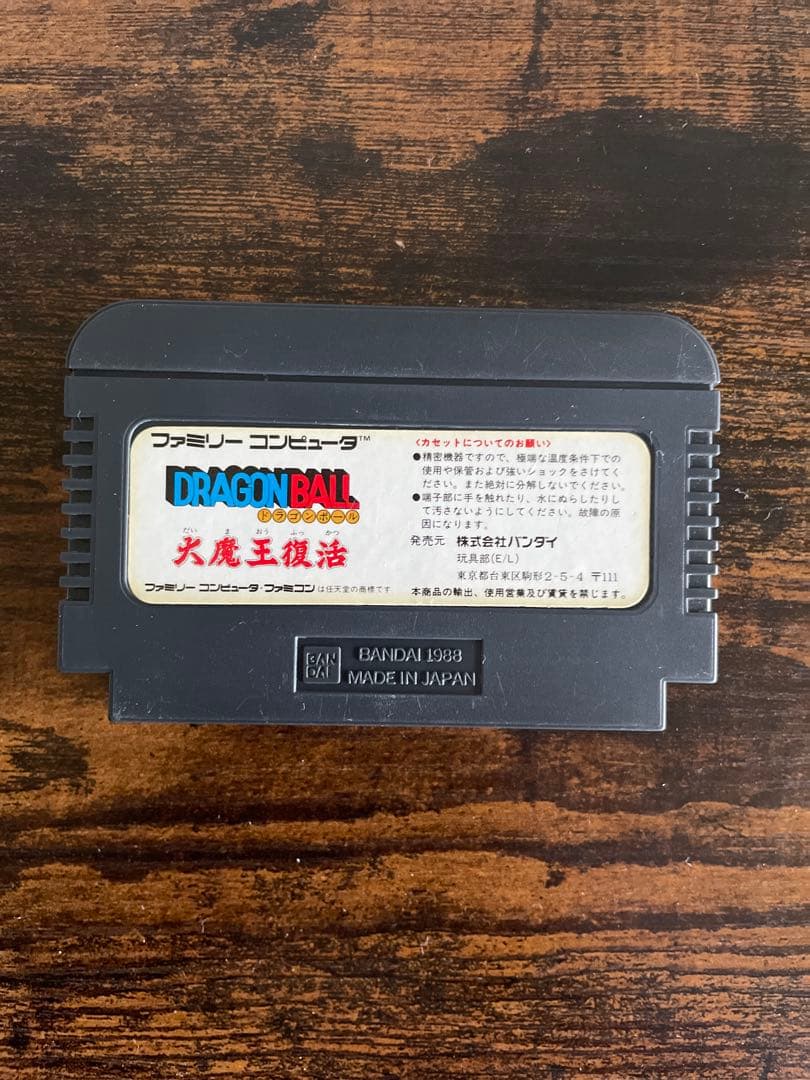 ファミリー コンピュータ™
DRAGON BALL
ドラゴンボール
だい ま おう ふっ かつ
大魔王復活
ファミリー コンピュータ・ファミコンは任天堂の商標です
〈カセットについてのお願い〉
●精密機器ですので、極端な温度条件下での
使用や保管および強いショックをさけてく
ださい。また絶対に分解しないでください。
●端子部に手を触れたり、水にぬらしたりし
て汚さないようにしてください。故障の原
因になります。
発売元 株式会社バンダイ
玩具部(E/L)
東京都台東区駒形2-5-4 〒111
本商品の輸出、使用営業及び賃貸を禁じます。
BAN
DAI
BANDAI 1988
MADE IN JAPAN